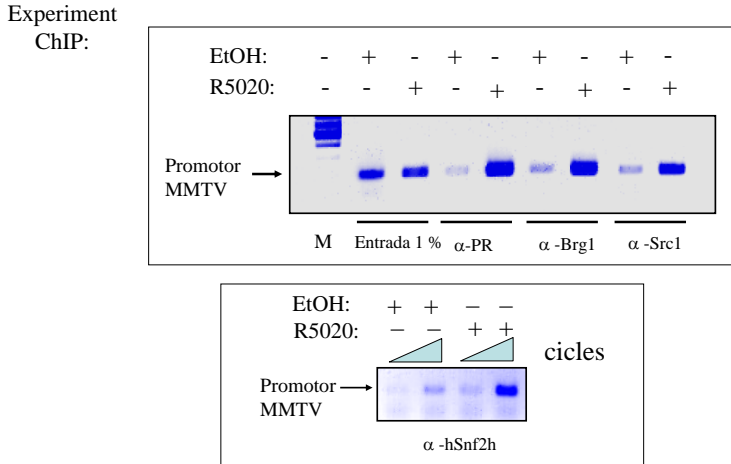 Experiment
ChIP:
EtOH: - + - + - + - + -
R5020: - - + - + - + - +
Promotor
MMTV
M Entrada 1 % α-PR α -Brg1 α -Src1
EtOH: + + − −
R5020: − − + +
cicles
Promotor
MMTV
α -hSnf2h